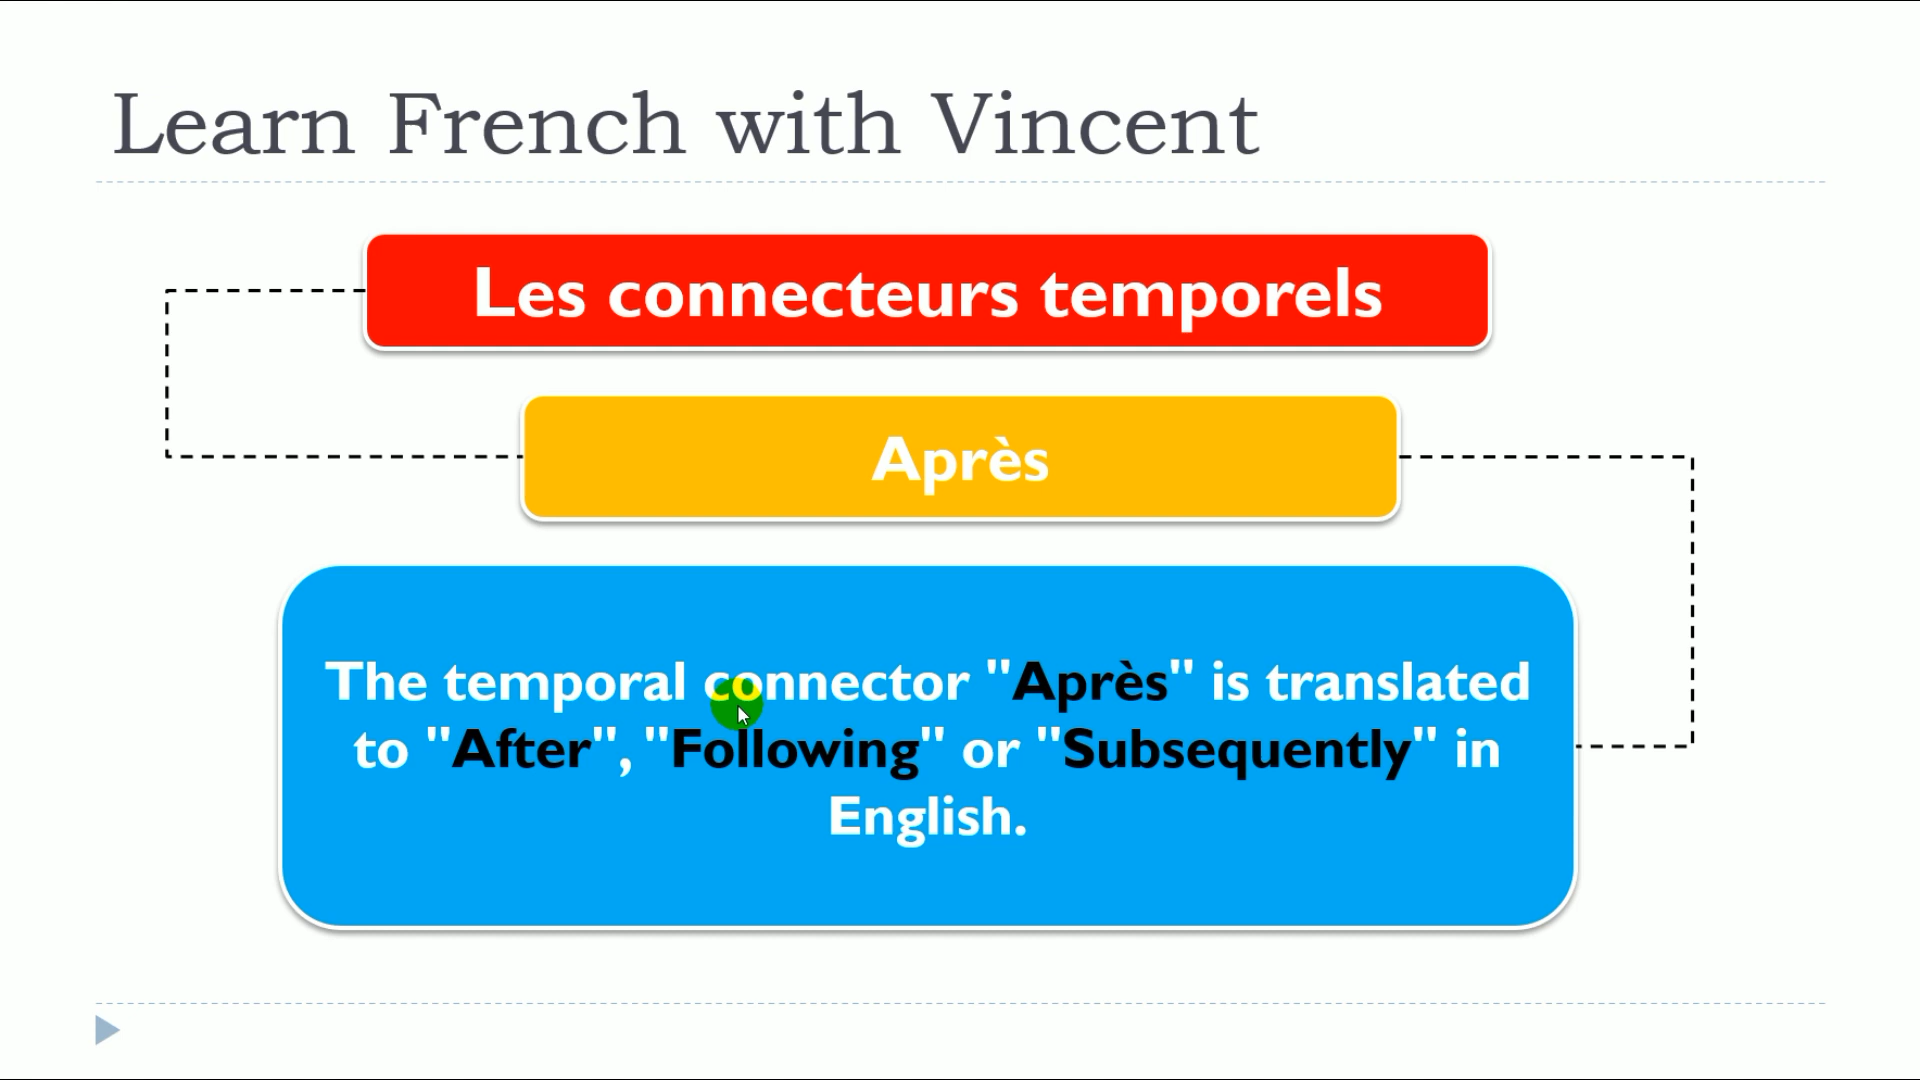 Learn French with Vincent
Les connecteurs temporels
Après
The temporal connector "Après" is translated
to "After", "Following" or "Subsequently" in
English.